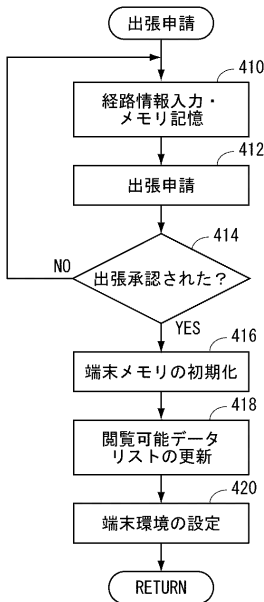 出張申請
410
経路情報入力・
メモリ記憶
412
出張申請
414
出張承認された？
NO
YES
416
端末メモリの初期化
418
閲覧可能データ
リストの更新
420
端末環境の設定
RETURN